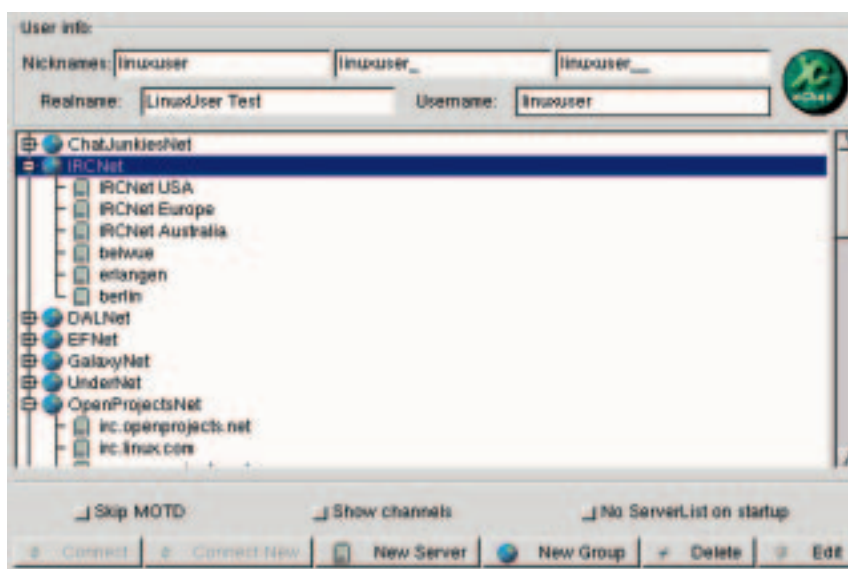 User info:
Nicknames: linuxuser linuxuser_ linuxuser__
Realname: LinuxUser Test Username: linuxuser
ChatJunkiesNet
IRCNet
IRCNet USA
IRCNet Europe
IRCNet Australia
belwue
erlangen
berlin
DALNet
EFNet
GalaxyNet
UnderNet
OpenProjectsNet
irc.openprojects.net
irc.linux.com
Skip MOTD Show channels No ServerList on startup
Connect Connect New New Server New Group Delete Edit